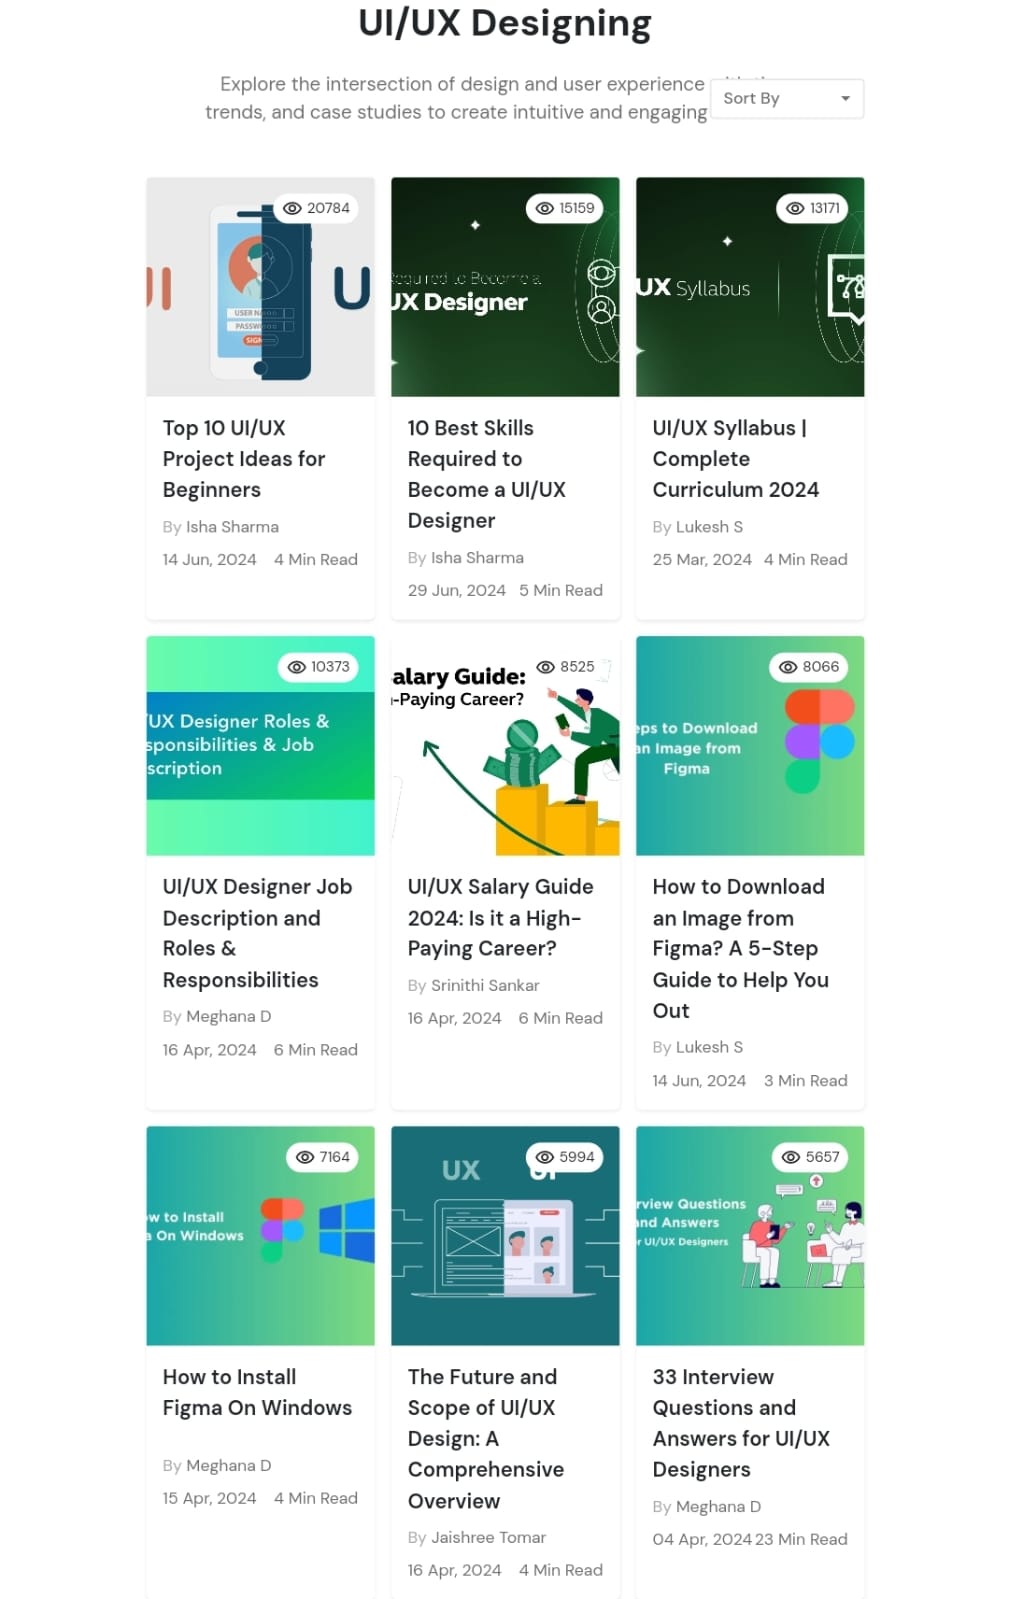 UI/UX Designing
Explore the intersection of design and user experience
trends, and case studies to create intuitive and engaging
Sort By
20784
UI
U
USER
PASSW
SIGN
15159
Required to Become a
UX Designer
13171
UX Syllabus
Top 10 UI/UX
Project Ideas for
Beginners
By Isha Sharma
14 Jun, 2024 4 Min Read
10 Best Skills
Required to
Become a UI/UX
Designer
By Isha Sharma
29 Jun, 2024 5 Min Read
UI/UX Syllabus |
Complete
Curriculum 2024
By Lukesh S
25 Mar, 2024 4 Min Read
10373
/UX Designer Roles &
sponsibilities & Job
scription
8525
alary Guide:
-Paying Career?
8066
eps to Download
an Image from
Figma
UI/UX Designer Job
Description and
Roles &
Responsibilities
By Meghana D
16 Apr, 2024 6 Min Read
UI/UX Salary Guide
2024: Is it a High-
Paying Career?
By Srinithi Sankar
16 Apr, 2024 6 Min Read
How to Download
an Image from
Figma? A 5-Step
Guide to Help You
Out
By Lukesh S
14 Jun, 2024 3 Min Read
7164
ow to Install
a On Windows
5994
UX
UI
5657
rview Questions
and Answers
r UI/UX Designers
How to Install
Figma On Windows
By Meghana D
15 Apr, 2024 4 Min Read
The Future and
Scope of UI/UX
Design: A
Comprehensive
Overview
By Jaishree Tomar
16 Apr, 2024 4 Min Read
33 Interview
Questions and
Answers for UI/UX
Designers
By Meghana D
04 Apr, 2024 23 Min Read